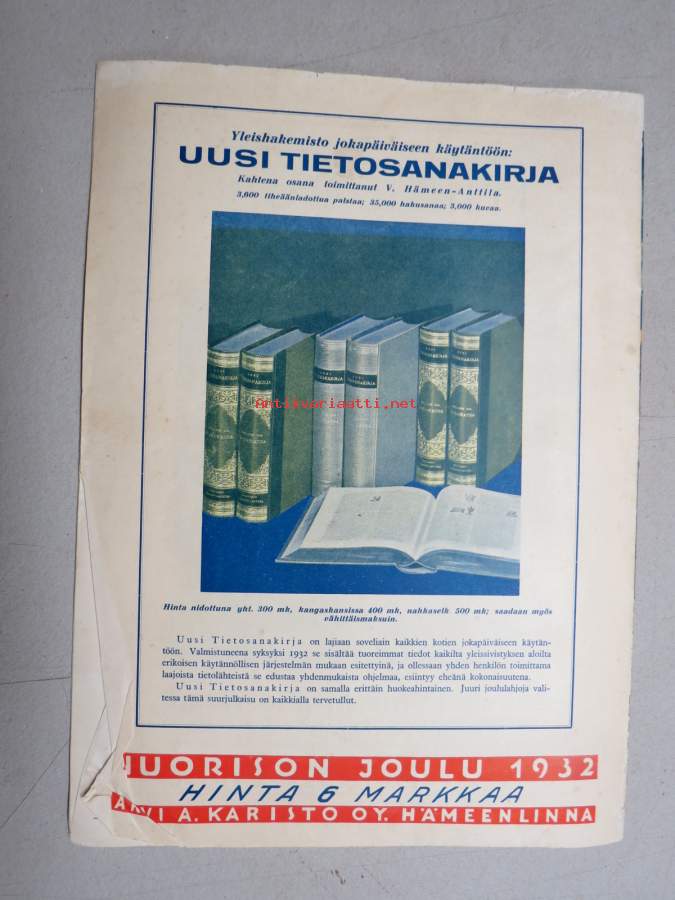 Yleishakemisto jokapäiväiseen käytäntöön:
UUSI TIETOSANAKIRJA
Kahtena osana toimittanut V. Hämeen-Anttila.
3,600 tiheäänladottua palstaa; 35,000 hakusanaa; 3,000 kuvaa.
Antikvariaatti.net
Hinta nidottuna yht. 300 mk, kangaskansissa 400 mk, nahkaselk 500 mk; saadaan myös
vähittäismaksuin.
Uusi Tietosanakirja on lajiaan soveliain kaikkien kotien jokapäiväiseen käytän-
töön. Valmistuneena syksyksi 1932 se sisältää tuoreimmat tiedot kaikilta yleissivistyksen aloilta
erikoisen käytännöllisen järjestelmän mukaan esitettyinä, ja ollessaan yhden henkilön toimittama
laajoista tietolähteistä se edustaa yhdenmukaista ohjelmaa, esiintyy eheänä kokonaisuutena.
Uusi Tietosanakirja on samalla erittäin huokeahintainen. Juuri joululahjoja vali-
tessa tämä suurjulkaisu on kaikkialla tervetullut.
NUORISON JOULU 1932
HINTA 6 MARKKAA
ARVI A. KARISTO OY. HÄMEENLINNA